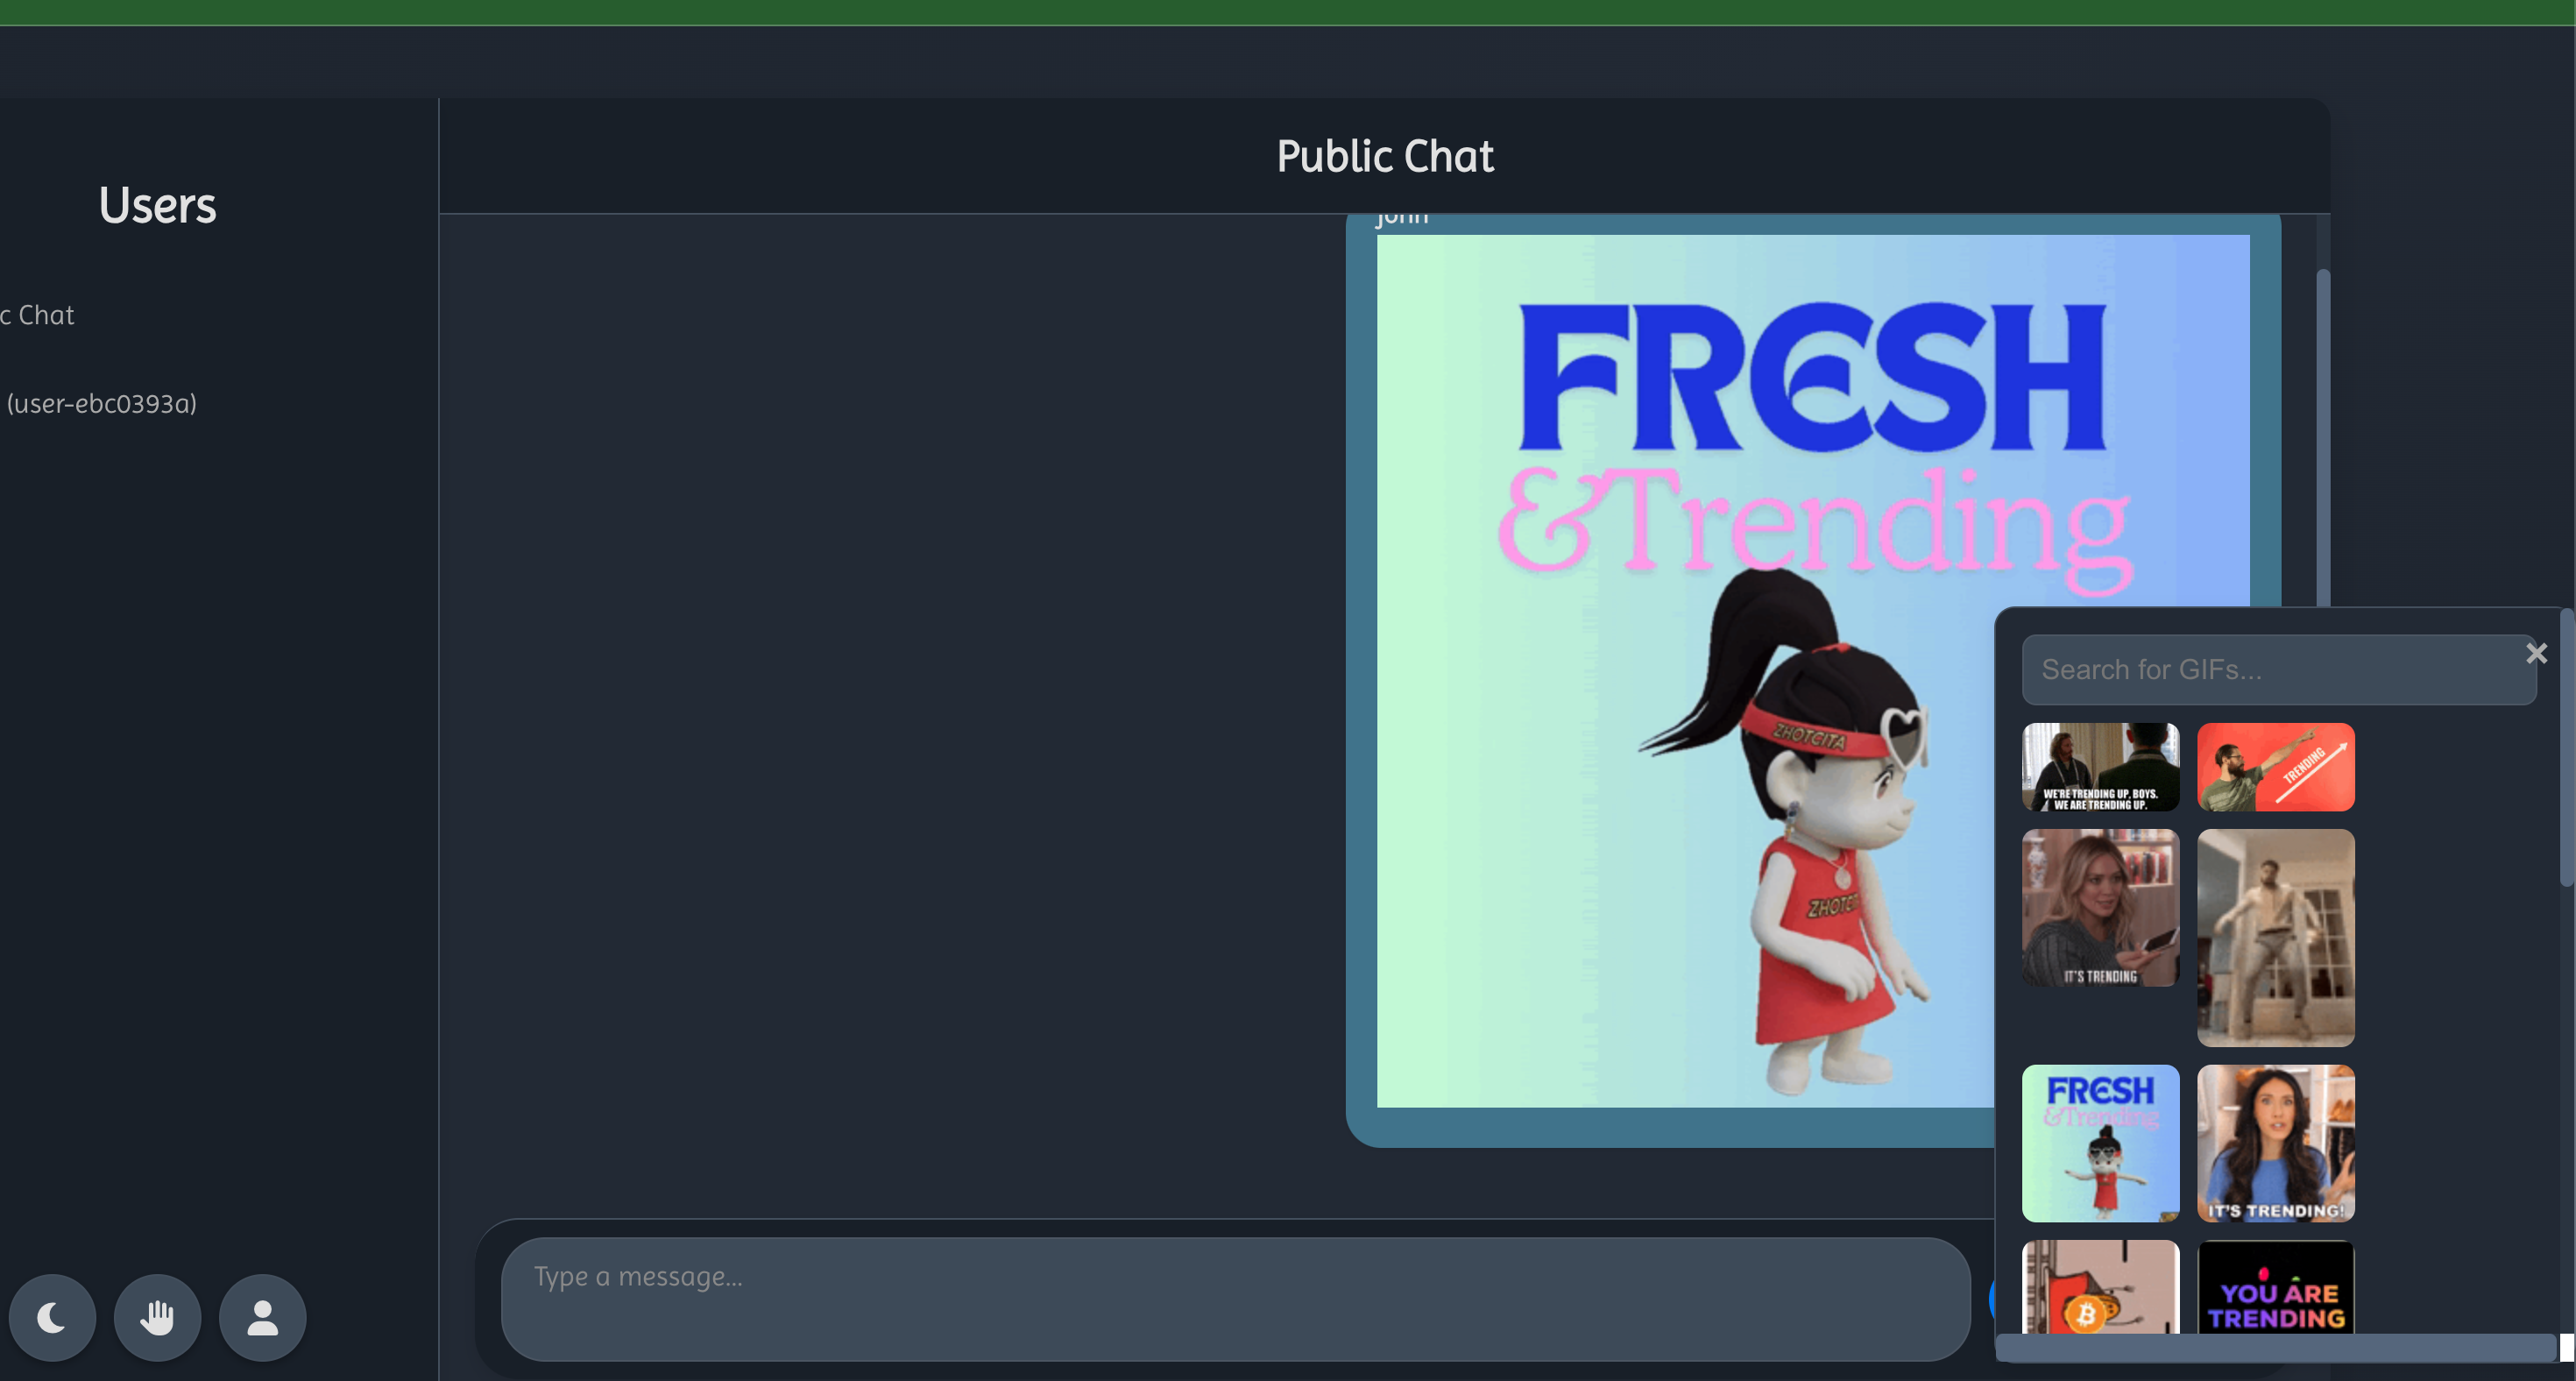 Public Chat
Users
c Chat
(user-ebc0393a)
john
FRESH
&Trending
ZHOTCITA
Search for GIFs...
WE'RE TRENDING UP, BOYS.
WE ARE TRENDING UP.
TRENDING
IT'S TRENDING
FRESH
&Trending
IT'S TRENDING!
YOU ARE
TRENDING
Type a message...